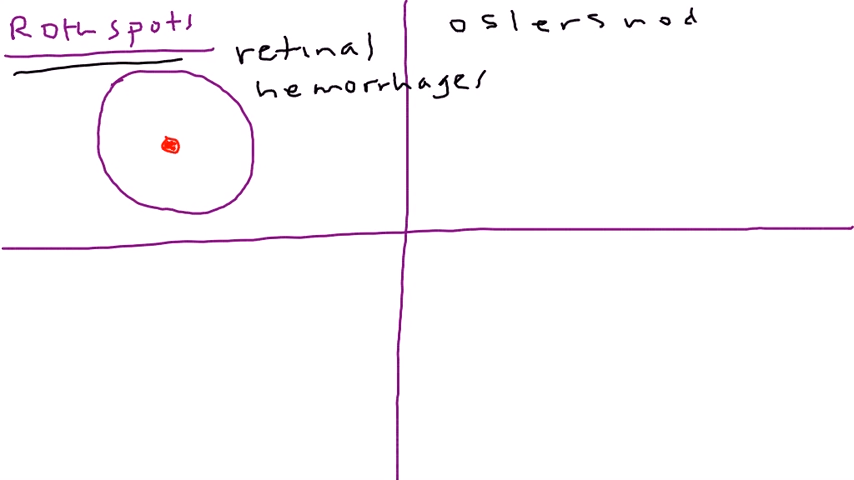 Roth spots
retinal
hemorrhages
oslers nod